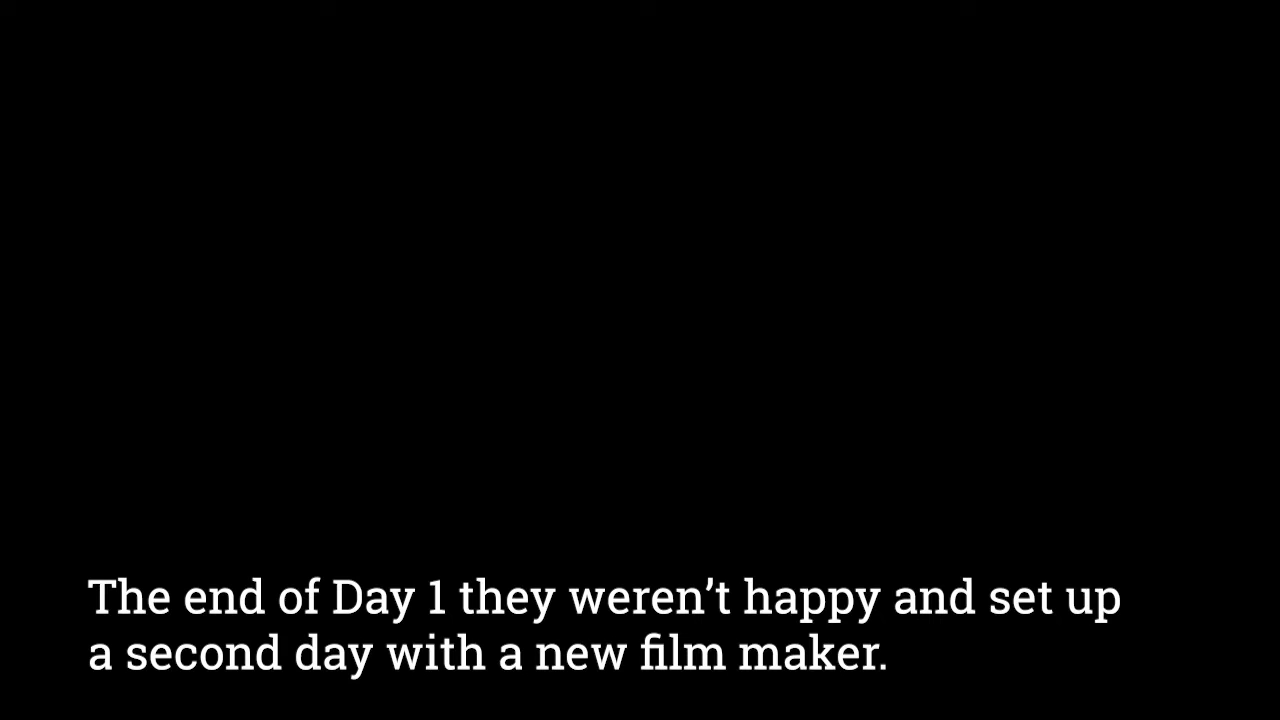 The end of Day 1 they weren’t happy and set up
a second day with a new film maker.